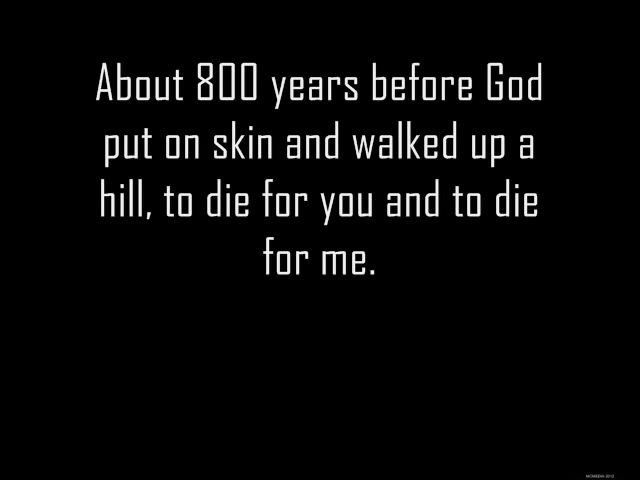 About 800 years before God
put on skin and walked up a
hill, to die for you and to die
for me.